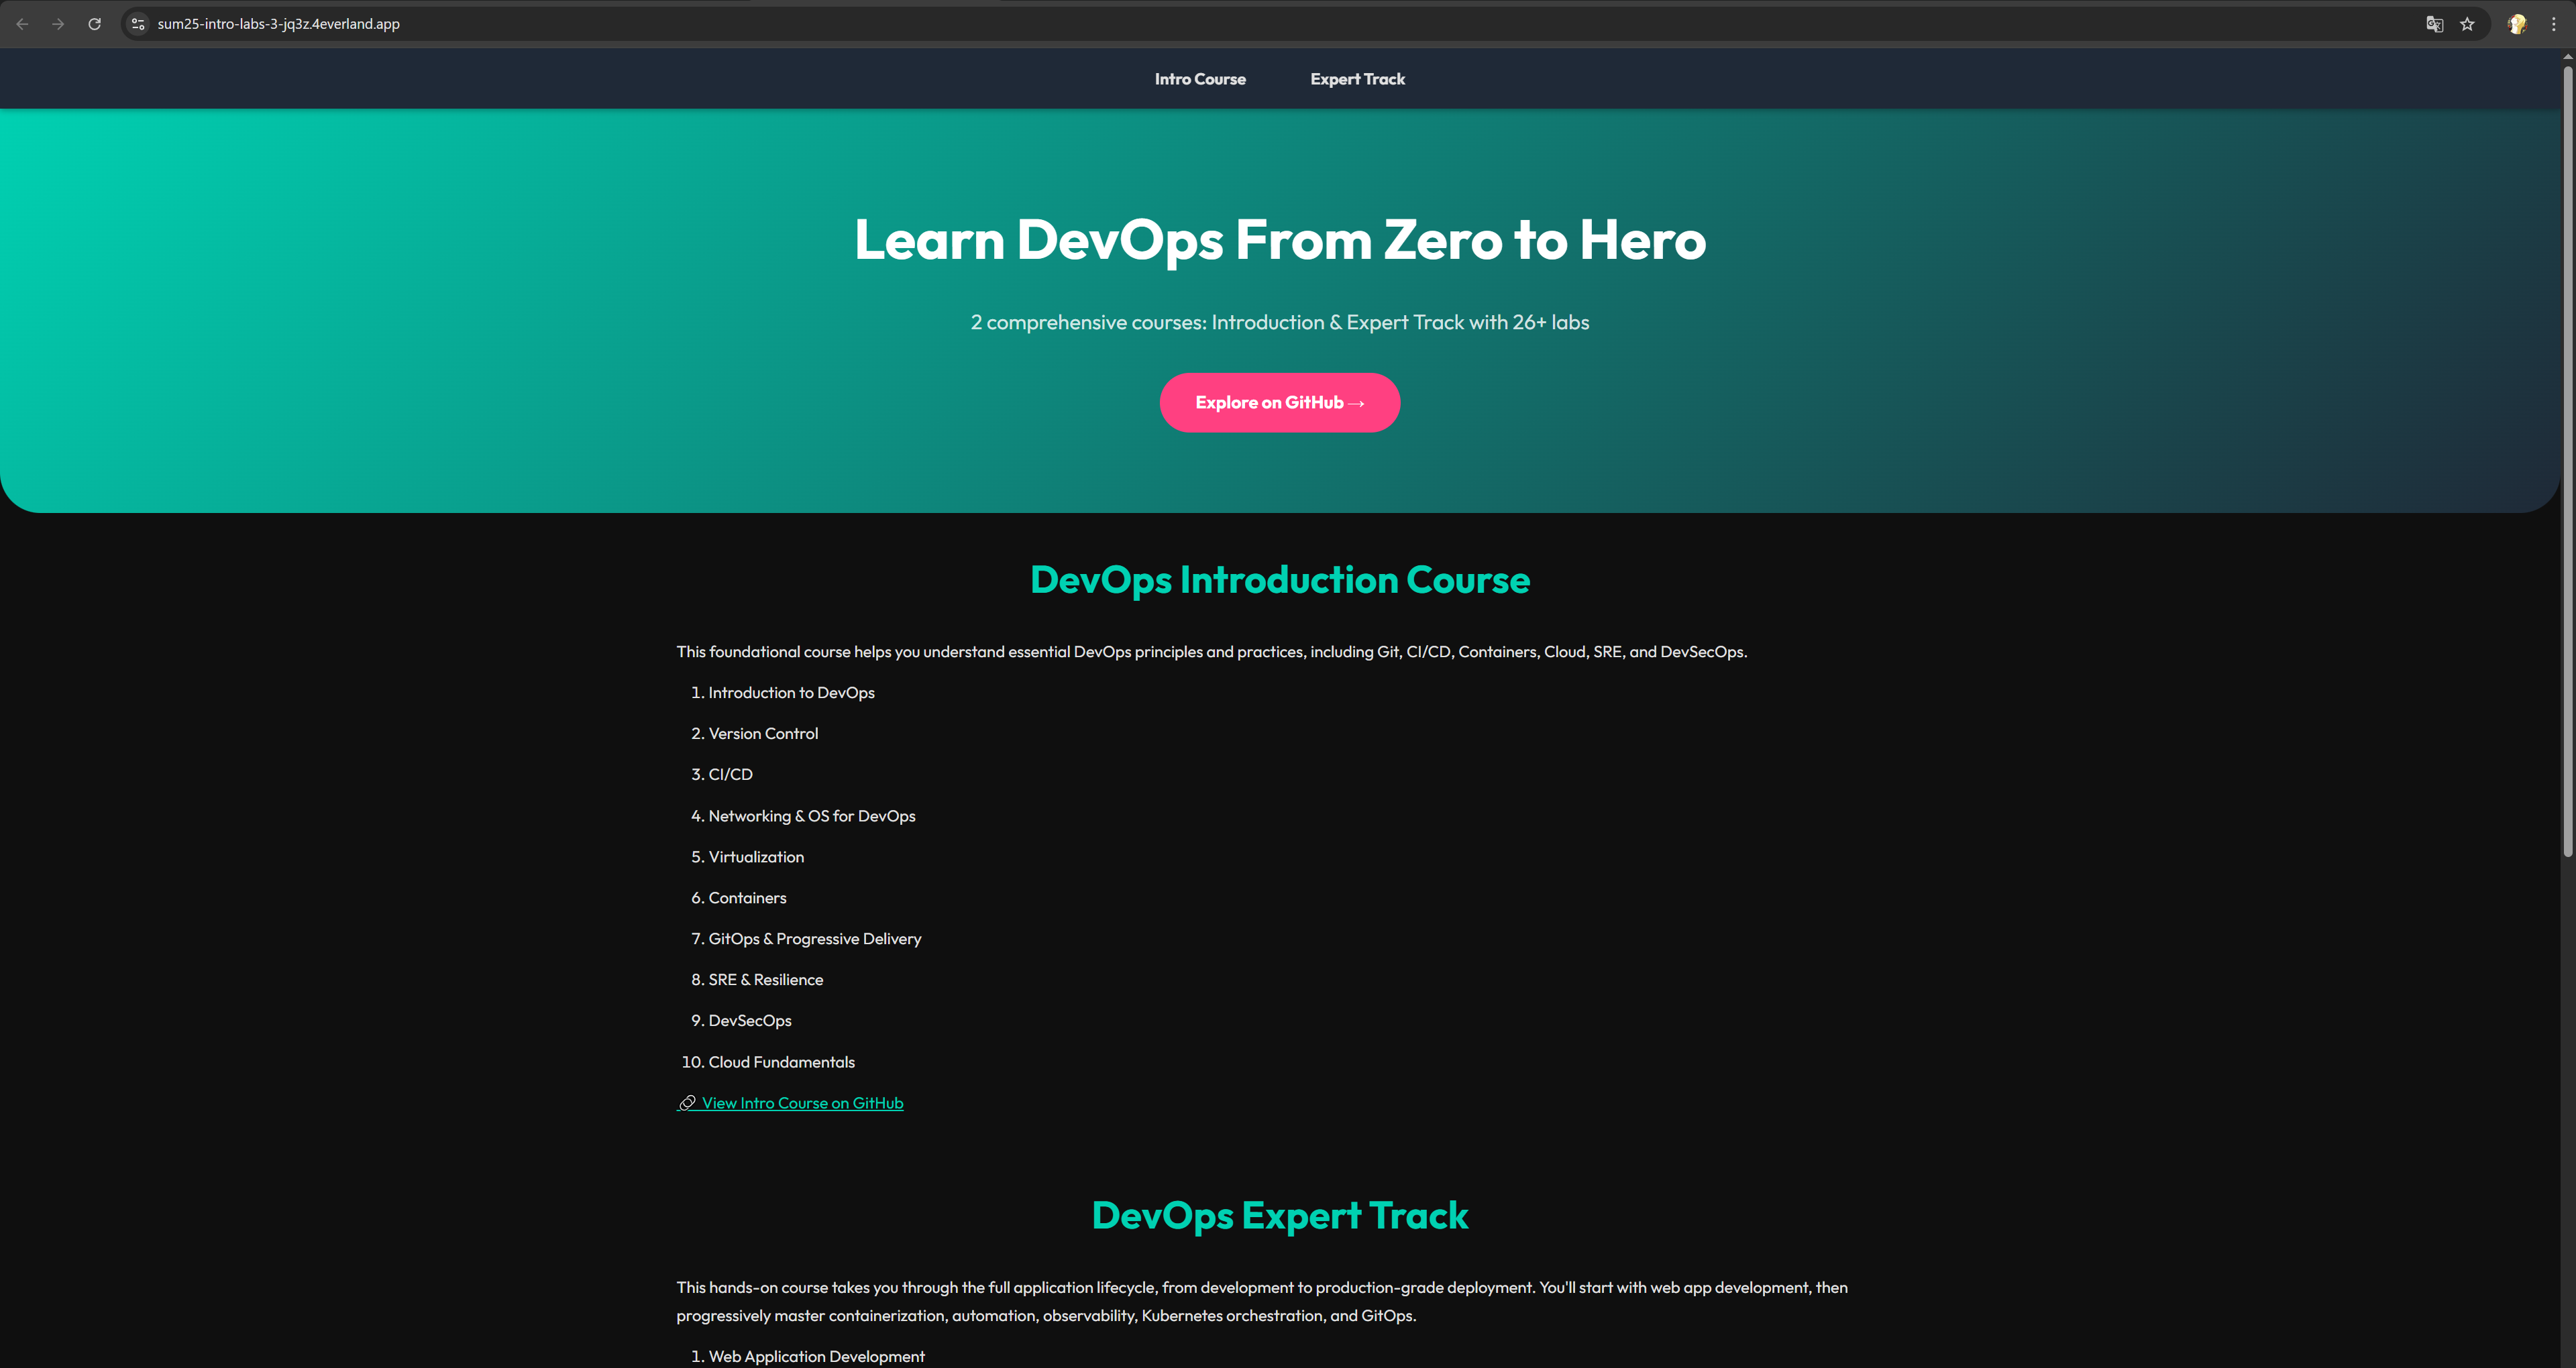 sum25-intro-labs-3-jq3z.4everland.app
Intro Course
Expert Track
Learn DevOps From Zero to Hero
2 comprehensive courses: Introduction & Expert Track with 26+ labs
Explore on GitHub →
DevOps Introduction Course
This foundational course helps you understand essential DevOps principles and practices, including Git, CI/CD, Containers, Cloud, SRE, and DevSecOps.
1. Introduction to DevOps
2. Version Control
3. CI/CD
4. Networking & OS for DevOps
5. Virtualization
6. Containers
7. GitOps & Progressive Delivery
8. SRE & Resilience
9. DevSecOps
10. Cloud Fundamentals
🔗 View Intro Course on GitHub
DevOps Expert Track
This hands-on course takes you through the full application lifecycle, from development to production-grade deployment. You'll start with web app development, then
progressively master containerization, automation, observability, Kubernetes orchestration, and GitOps.
1. Web Application Development